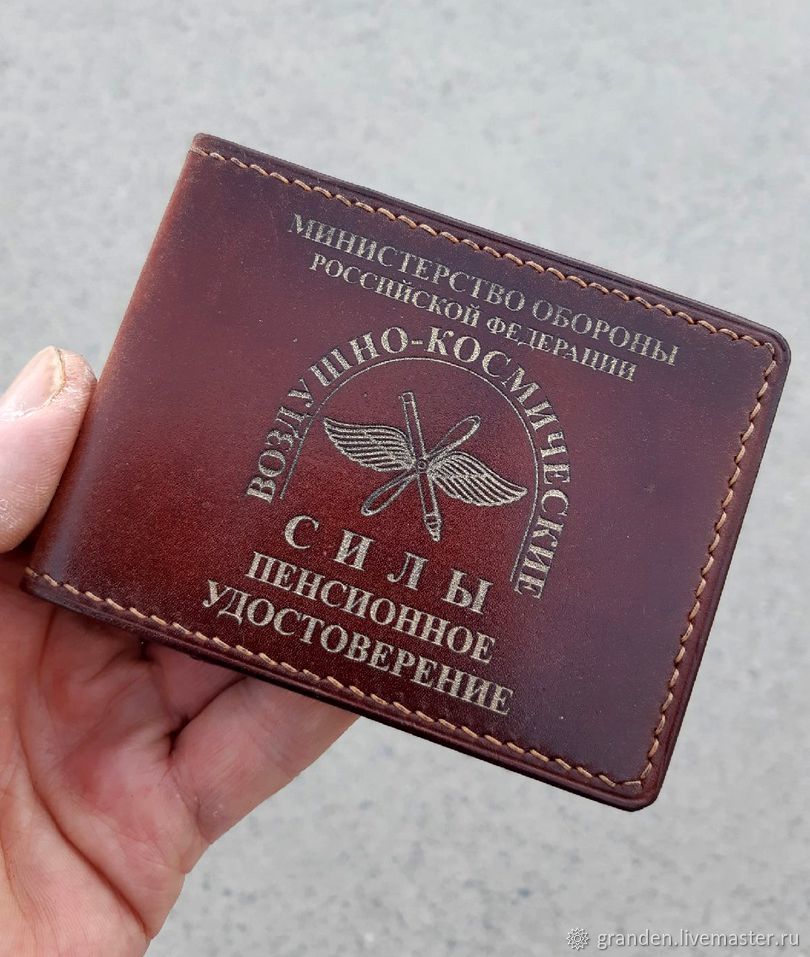 МИНИСТЕРСТВО ОБОРОНЫ
РОССИЙСКОЙ ФЕДЕРАЦИИ
ВОЗДУШНО-КОСМИЧЕСКИЕ
СИЛЫ
ПЕНСИОННОЕ
УДОСТОВЕРЕНИЕ
granden.livemaster.ru